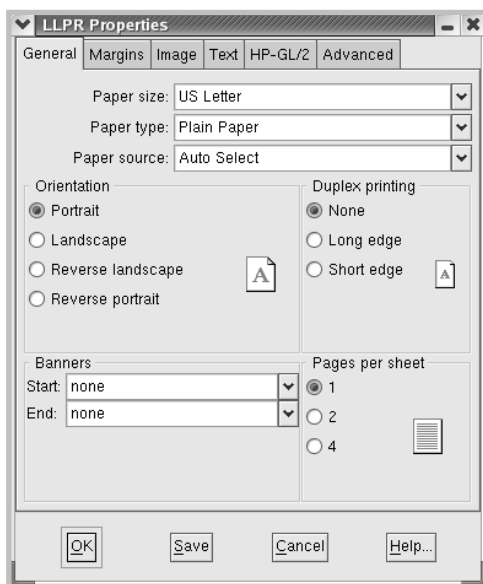 LLPR Properties
General Margins Image Text HP-GL/2 Advanced
Paper size: US Letter
Paper type: Plain Paper
Paper source: Auto Select
Orientation
Portrait
Landscape
Reverse landscape
Reverse portrait
A
Duplex printing
None
Long edge
Short edge
A
Banners
Start: none
End: none
Pages per sheet
1
2
4
OK Save Cancel Help...